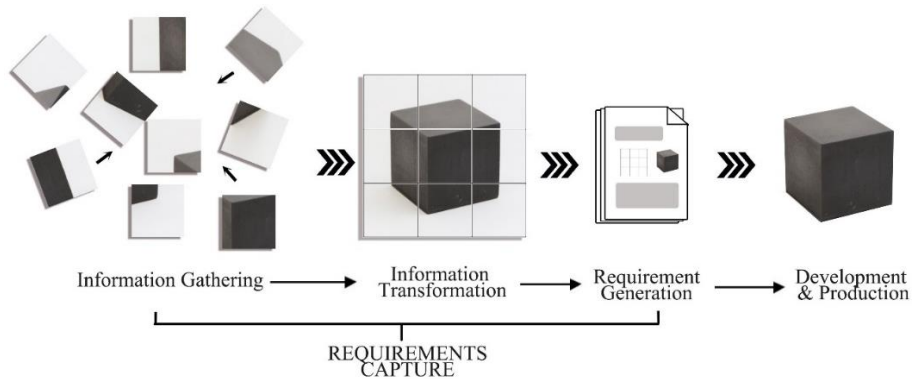 Information Gathering
Information
Transformation
Requirement
Generation
Development
& Production
REQUIREMENTS
CAPTURE